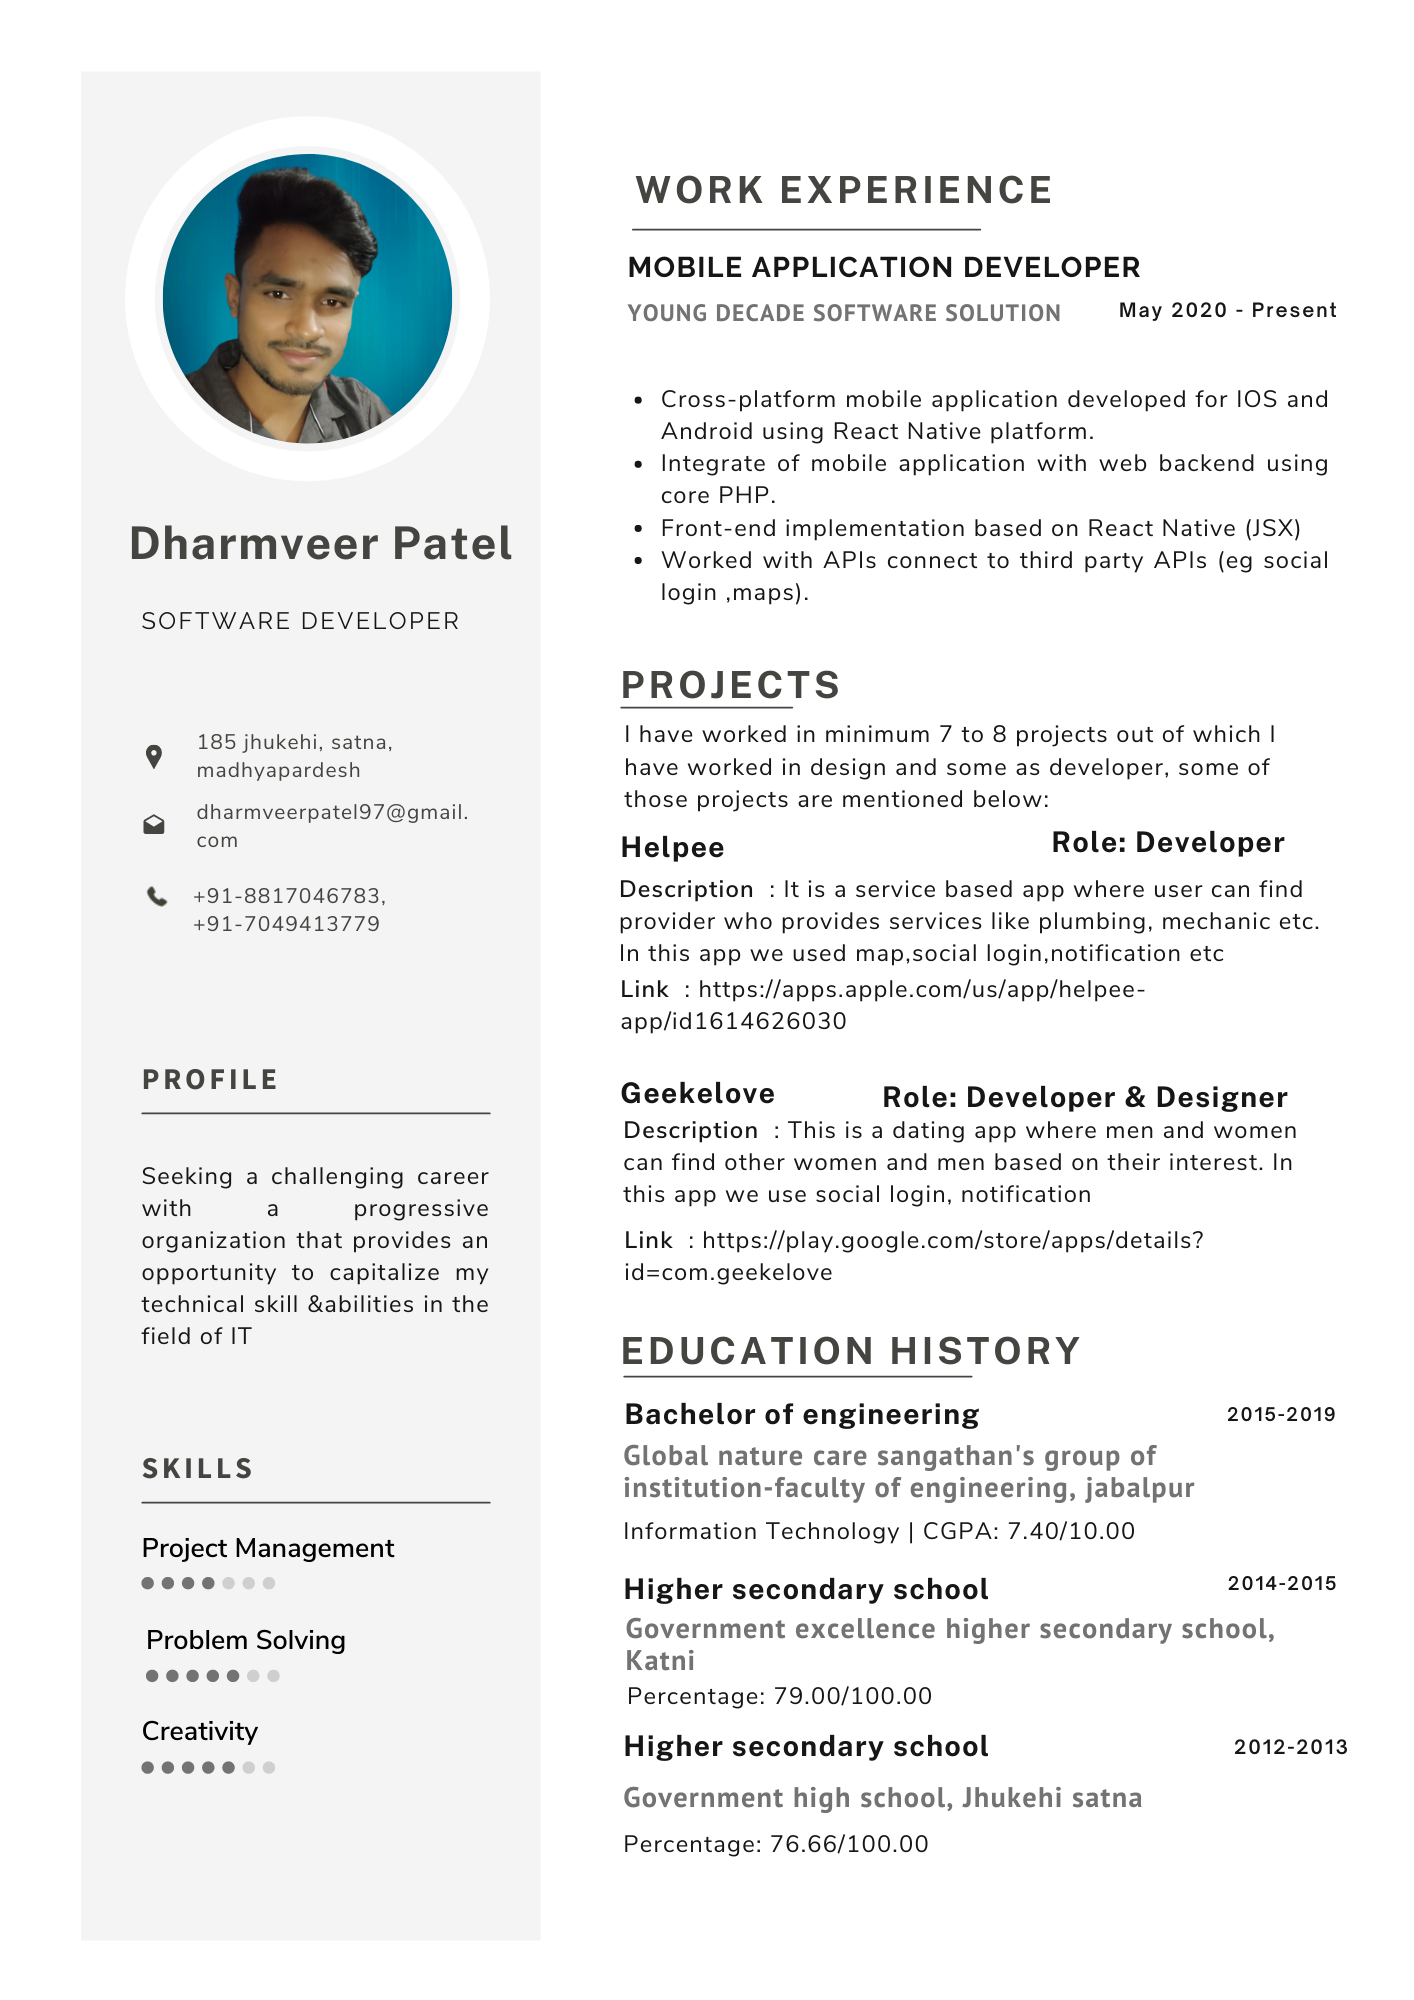 Dharmveer Patel
SOFTWARE DEVELOPER
185 jhukehi, satna,
madhyapardesh
dharmveerpatel97@gmail.
com
+91-8817046783,
+91-7049413779
PROFILE
Seeking a challenging career
with a progressive
organization that provides an
opportunity to capitalize my
technical skill &abilities in the
field of IT
SKILLS
Project Management
Problem Solving
Creativity
WORK EXPERIENCE
MOBILE APPLICATION DEVELOPER
YOUNG DECADE SOFTWARE SOLUTION May 2020 - Present
• Cross-platform mobile application developed for IOS and
Android using React Native platform.
• Integrate of mobile application with web backend using
core PHP.
• Front-end implementation based on React Native (JSX)
• Worked with APIs connect to third party APIs (eg social
login ,maps).
PROJECTS
I have worked in minimum 7 to 8 projects out of which I
have worked in design and some as developer, some of
those projects are mentioned below:
Helpee Role: Developer
Description : It is a service based app where user can find
provider who provides services like plumbing, mechanic etc.
In this app we used map,social login,notification etc
Link : https://apps.apple.com/us/app/helpee-
app/id1614626030
Geekelove Role: Developer & Designer
Description : This is a dating app where men and women
can find other women and men based on their interest. In
this app we use social login, notification
Link : https://play.google.com/store/apps/details?
id=com.geekelove
EDUCATION HISTORY
Bachelor of engineering 2015-2019
Global nature care sangathan's group of
institution-faculty of engineering, jabalpur
Information Technology | CGPA: 7.40/10.00
Higher secondary school 2014-2015
Government excellence higher secondary school,
Katni
Percentage: 79.00/100.00
Higher secondary school 2012-2013
Government high school, Jhukehi satna
Percentage: 76.66/100.00